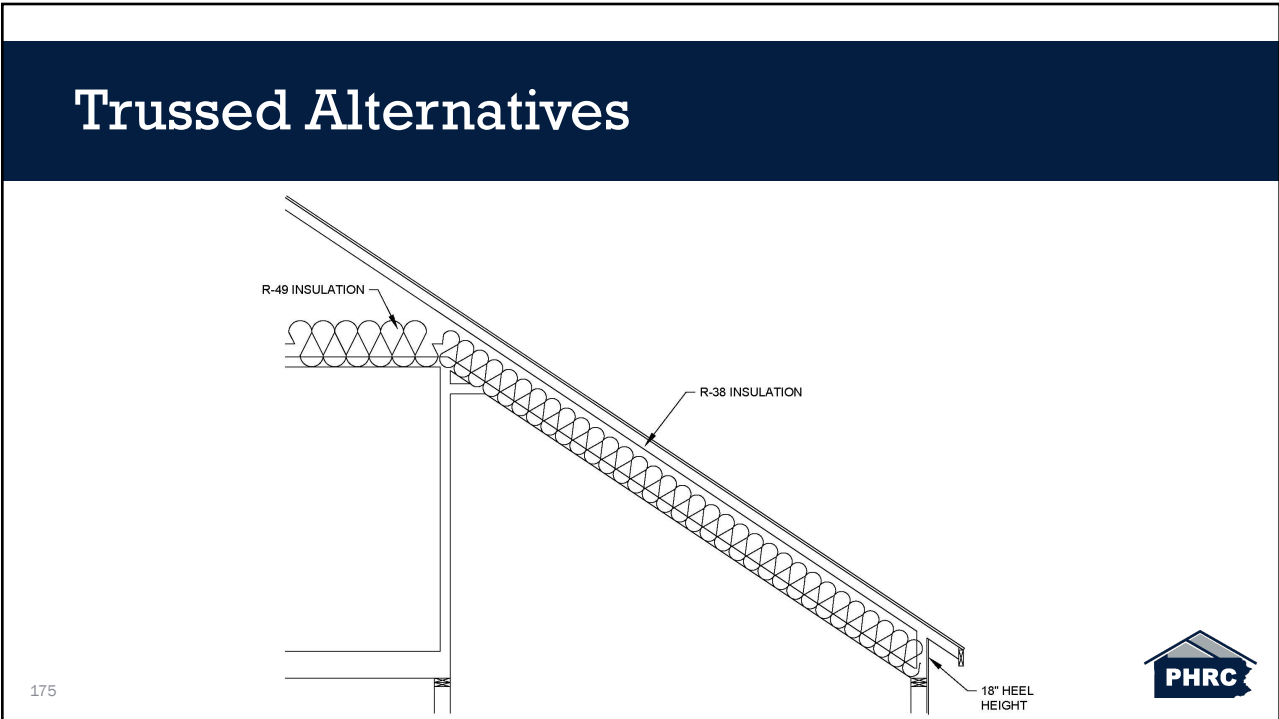 Trussed Alternatives
R-49 INSULATION
R-38 INSULATION
18" HEEL
HEIGHT
PHRC
175